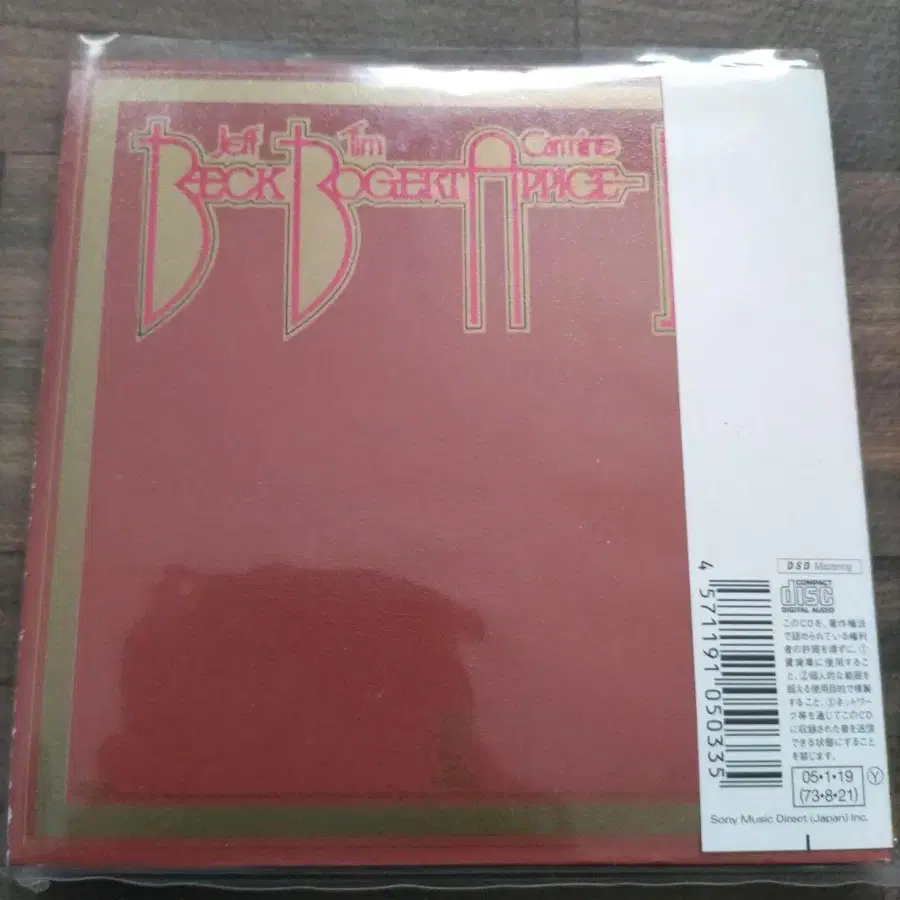 Jeff Tim Carmine
BECK BOGERT APPICE
DSD Mastering
COMPACT
disc
DIGITAL AUDIO
このCDを、著作権法
で認められている権利
者の許諾を得ずに、①
賃貸業に使用するこ
と、②個人的な範囲を
超える使用目的で複製
すること、③ネットワー
ク等を通じてこのCD
に収録された音を送信
できる状態にすること
を禁じます。
4 571191 050335
05・1・19 Y
(73・8・21)
Sony Music Direct (Japan) Inc.